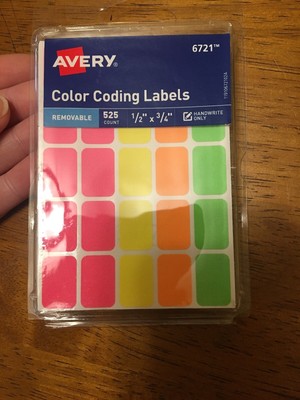 AVERY®
6721™
Color Coding Labels
REMOVABLE
525
COUNT
1/2" x 3/4"
HANDWRITE
ONLY